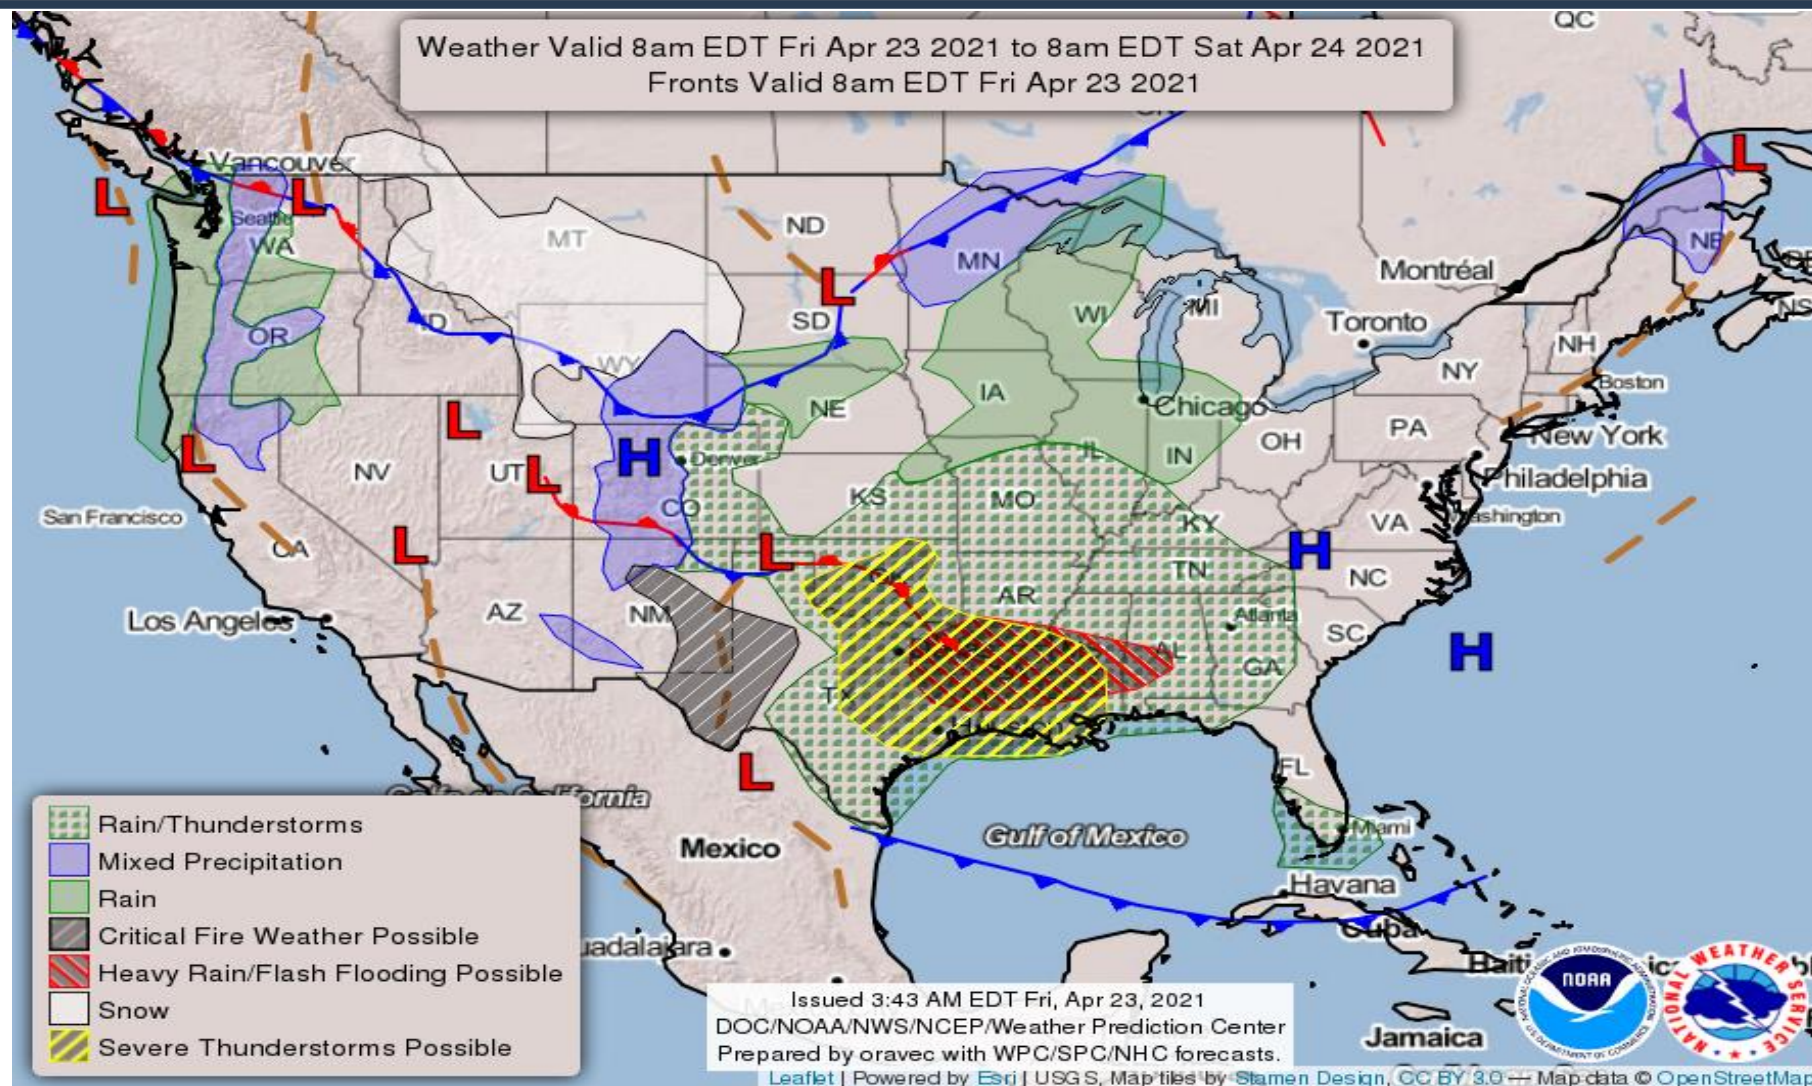 Weather Valid 8am EDT Fri Apr 23 2021 to 8am EDT Sat Apr 24 2021
Fronts Valid 8am EDT Fri Apr 23 2021
QC
Vancouver
L
L
L
Seattle
WA
MT
ND
MN
Montréal
L
SD
WI
MI
Toronto
NH
OR
ID
WY
NY
Boston
NE
IA
Chicago
PA
New York
L
OH
L
NV
UT
L
H
Denver
IL
IN
Philadelphia
KS
MO
CO
San Francisco
KY
VA
Washington
CA
L
L
H
NC
TN
AR
AZ
NM
Los Angeles
Atlanta
SC
H
AL
GA
TX
Houston
L
FL
Golfo de California
Mexico
Gulf of Mexico
Miami
Havana
Cuba
uadalajara
Haiti
Jamaica
Rain/Thunderstorms
Mixed Precipitation
Rain
Critical Fire Weather Possible
Heavy Rain/Flash Flooding Possible
Snow
Severe Thunderstorms Possible
Issued 3:43 AM EDT Fri, Apr 23, 2021
DOC/NOAA/NWS/NCEP/Weather Prediction Center
Prepared by oravec with WPC/SPC/NHC forecasts.
NOAA
NATIONAL WEATHER SERVICE
Leaflet | Powered by Esri | USGS, Map tiles by Stamen Design, CC BY 3.0 — Map data © OpenStreetMap